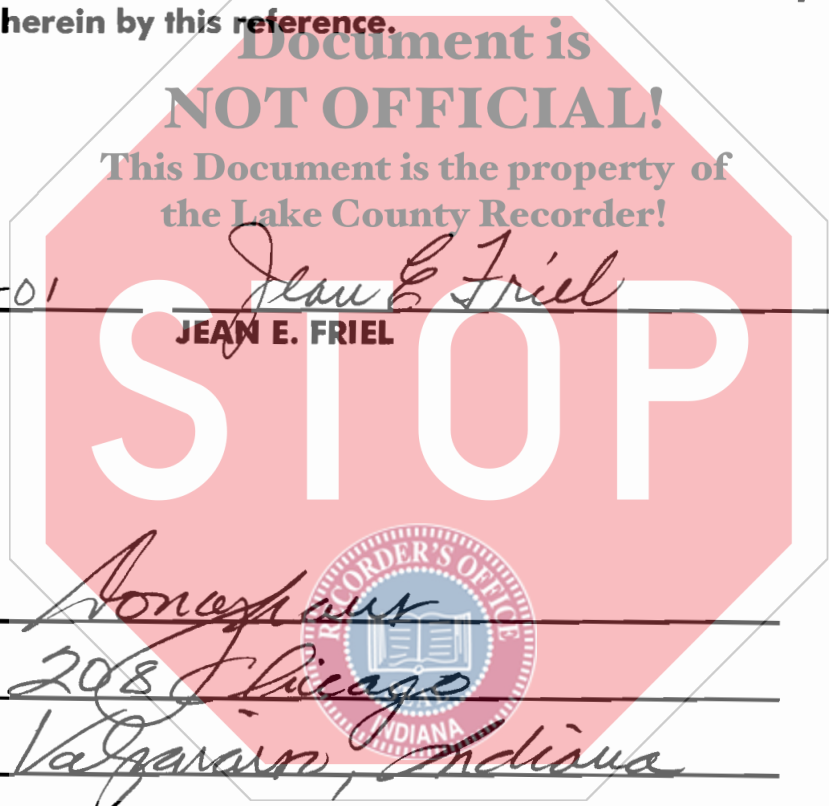 herein by this reference.
Document is
NOT OFFICIAL!
This Document is the property of
the Lake County Recorder!
-01 Jean E Friel
JEAN E. FRIEL
STOP
RECORDER'S OFFICE
208 Chicago
INDIANA
Valparaiso, Indiana